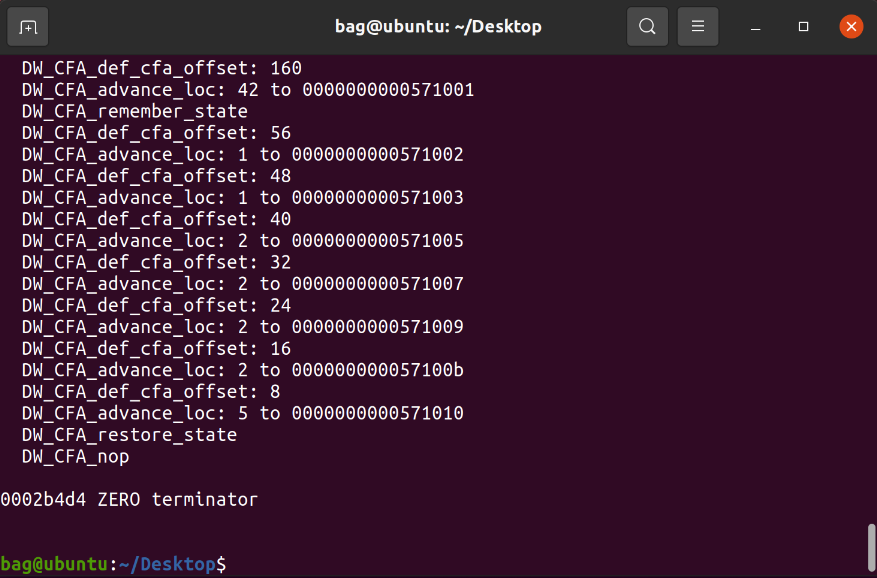 bag@ubuntu: ~/Desktop
DW_CFA_def_cfa_offset: 160
DW_CFA_advance_loc: 42 to 0000000000571001
DW_CFA_remember_state
DW_CFA_def_cfa_offset: 56
DW_CFA_advance_loc: 1 to 0000000000571002
DW_CFA_def_cfa_offset: 48
DW_CFA_advance_loc: 1 to 0000000000571003
DW_CFA_def_cfa_offset: 40
DW_CFA_advance_loc: 2 to 0000000000571005
DW_CFA_def_cfa_offset: 32
DW_CFA_advance_loc: 2 to 0000000000571007
DW_CFA_def_cfa_offset: 24
DW_CFA_advance_loc: 2 to 0000000000571009
DW_CFA_def_cfa_offset: 16
DW_CFA_advance_loc: 2 to 000000000057100b
DW_CFA_def_cfa_offset: 8
DW_CFA_advance_loc: 5 to 0000000000571010
DW_CFA_restore_state
DW_CFA_nop
0002b4d4 ZERO terminator
bag@ubuntu:~/Desktop$